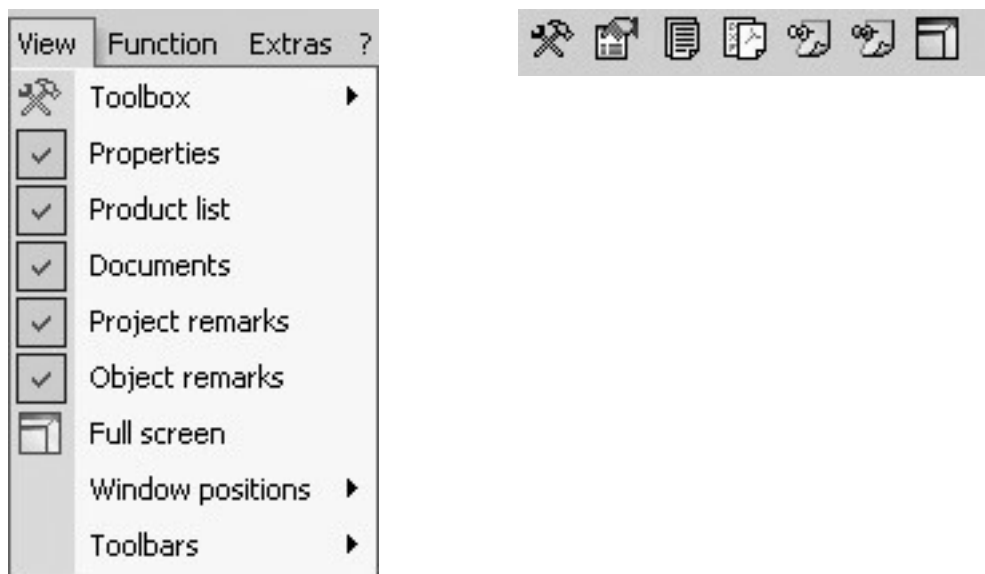 View Function Extras ?
Toolbox
Properties
Product list
Documents
Project remarks
Object remarks
Full screen
Window positions
Toolbars